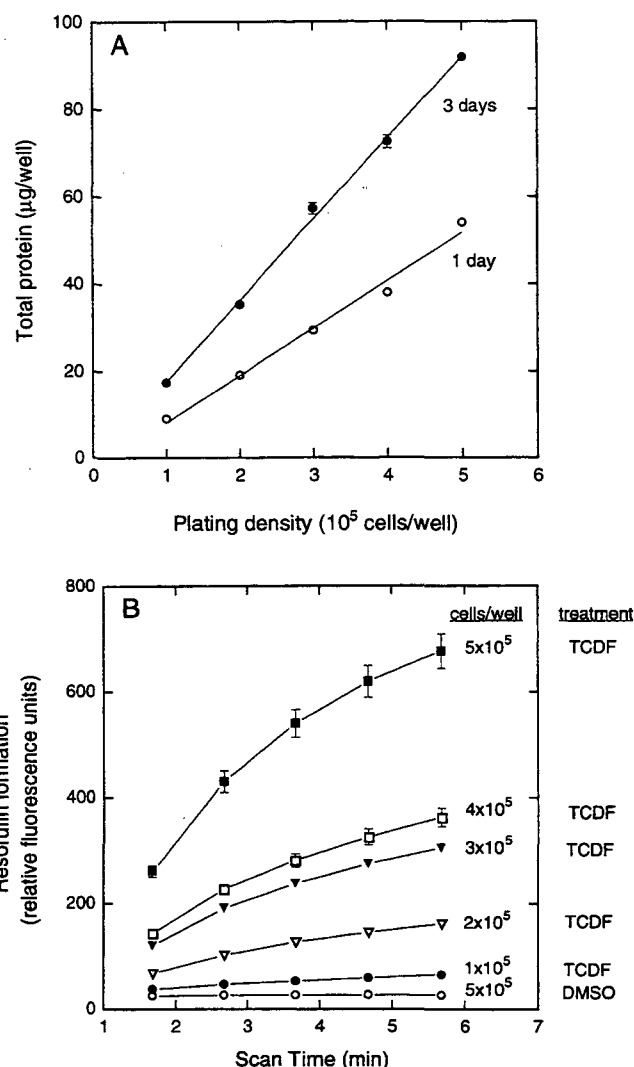 A
100
80
60
40
20
0
3 days
1 day
Total protein (µg/well)
0 1 2 3 4 5 6
Plating density (10⁵ cells/well)
B
800
600
400
200
0
cells/well treatment
5x10⁵ TCDF
4x10⁵ TCDF
3x10⁵ TCDF
2x10⁵ TCDF
1x10⁵ TCDF
5x10⁵ DMSO
(relative fluorescence units)
1 2 3 4 5 6 7
Scan Time (min)